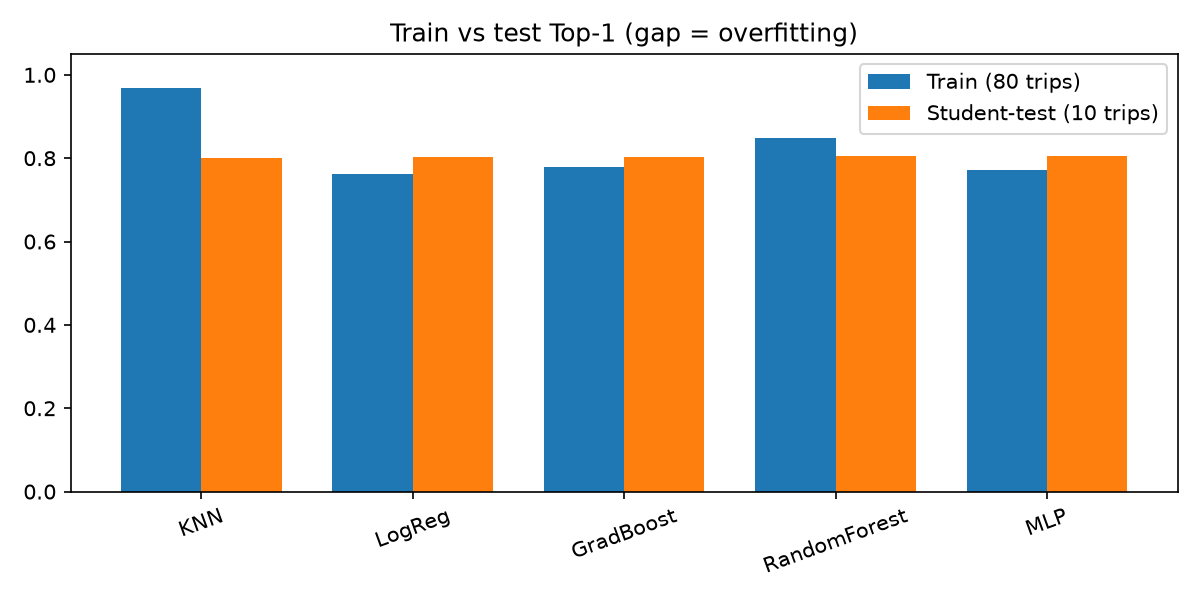 Train vs test Top-1 (gap = overfitting)
Train (80 trips)
Student-test (10 trips)
1.0
0.8
0.6
0.4
0.2
0.0
KNN
LogReg
GradBoost
RandomForest
MLP